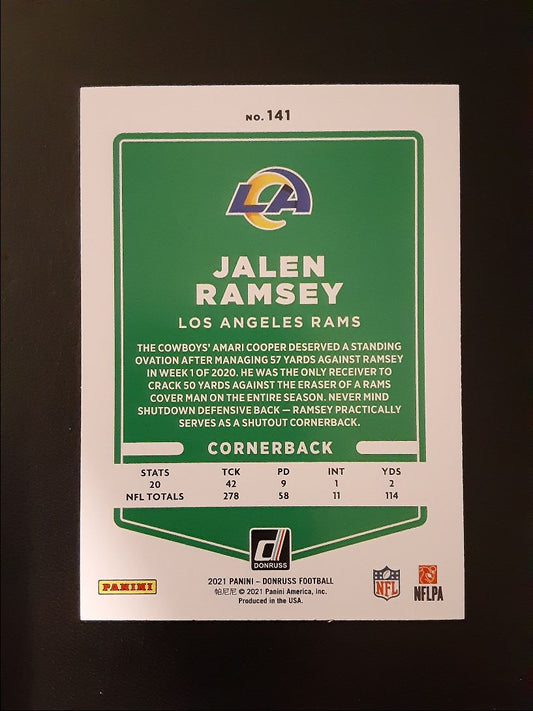 NO. 141
LA
JALEN
RAMSEY
LOS ANGELES RAMS
THE COWBOYS' AMARI COOPER DESERVED A STANDING
OVATION AFTER MANAGING 57 YARDS AGAINST RAMSEY
IN WEEK 1 OF 2020. HE WAS THE ONLY RECEIVER TO
CRACK 50 YARDS AGAINST THE ERASER OF A RAMS
COVER MAN ON THE ENTIRE SEASON. NEVER MIND
SHUTDOWN DEFENSIVE BACK — RAMSEY PRACTICALLY
SERVES AS A SHUTOUT CORNERBACK.
CORNERBACK
STATS TCK PD INT YDS
20 42 9 1 2
NFL TOTALS 278 58 11 114
d
DONRUSS
PANINI
2021 PANINI – DONRUSS FOOTBALL
帕尼尼 © 2021 Panini America, Inc.
Produced in the USA.
NFL
NFLPA